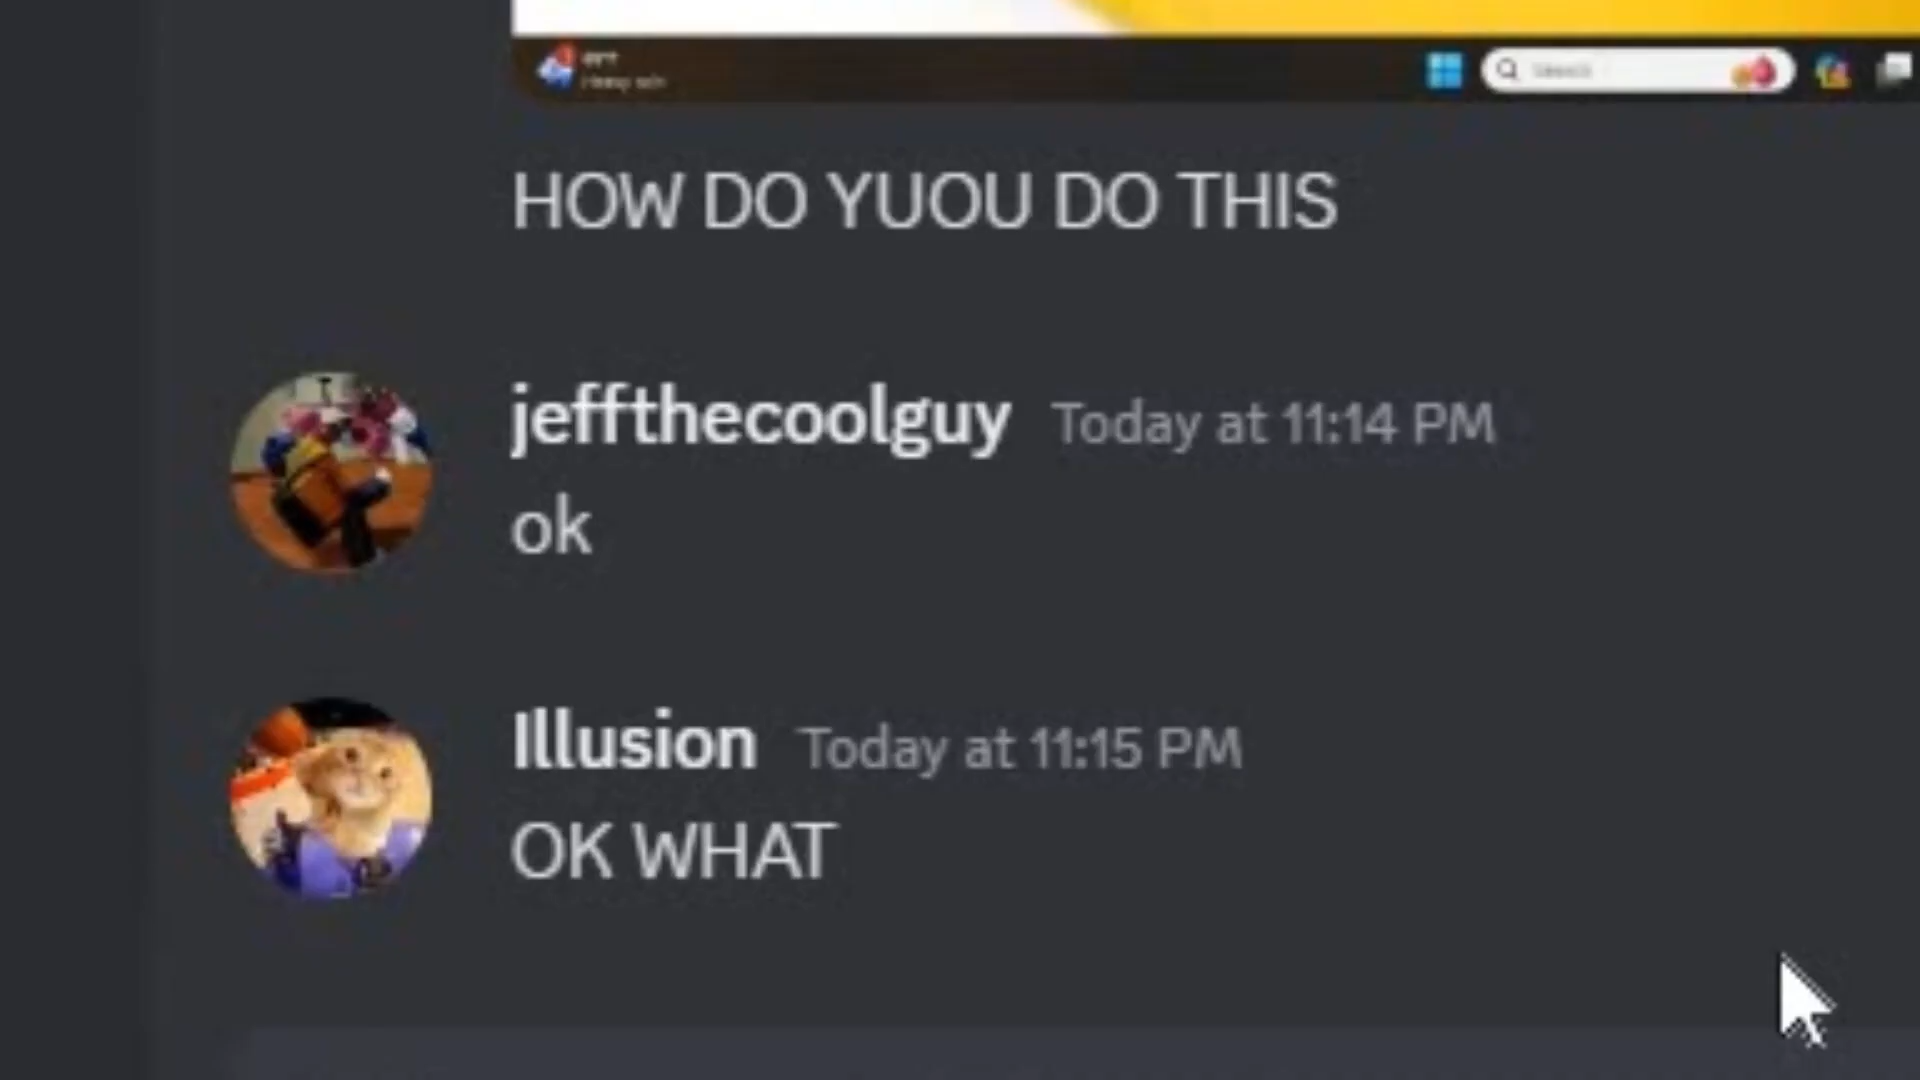 Search
HOW DO YUOU DO THIS
jeffthecoolguy Today at 11:14 PM
ok
Illusion Today at 11:15 PM
OK WHAT